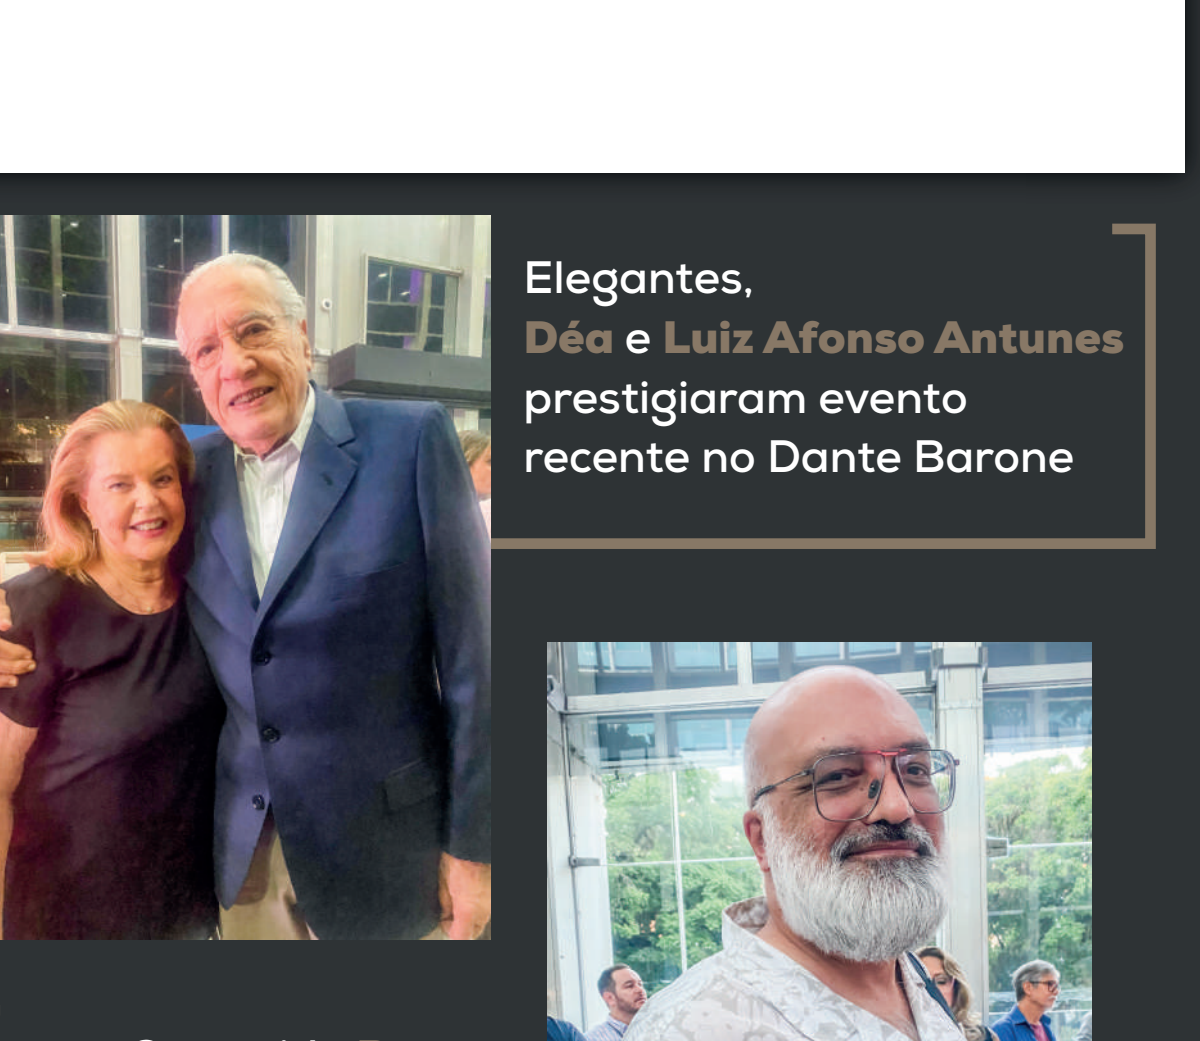 Elegantes,
Déa e Luiz Afonso Antunes
prestigiaram evento
recente no Dante Barone